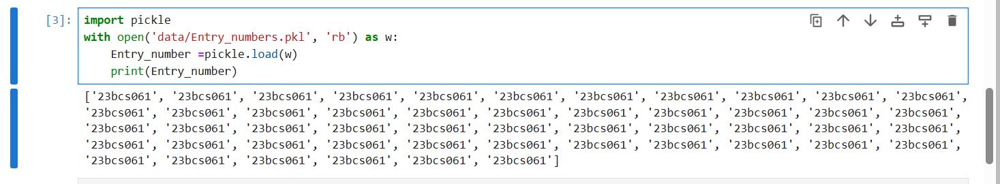 [3]:
import pickle
with open('data/Entry_numbers.pkl', 'rb') as w:
    Entry_number =pickle.load(w)
    print(Entry_number)
['23bcs061', '23bcs061', '23bcs061', '23bcs061', '23bcs061', '23bcs061', '23bcs061', '23bcs061', '23bcs061', '23bcs061', '23bcs061',
'23bcs061', '23bcs061', '23bcs061', '23bcs061', '23bcs061', '23bcs061', '23bcs061', '23bcs061', '23bcs061', '23bcs061', '23bcs061',
'23bcs061', '23bcs061', '23bcs061', '23bcs061', '23bcs061', '23bcs061', '23bcs061', '23bcs061', '23bcs061', '23bcs061', '23bcs061',
'23bcs061', '23bcs061', '23bcs061', '23bcs061', '23bcs061', '23bcs061', '23bcs061', '23bcs061', '23bcs061', '23bcs061', '23bcs061',
'23bcs061', '23bcs061', '23bcs061', '23bcs061', '23bcs061', '23bcs061']